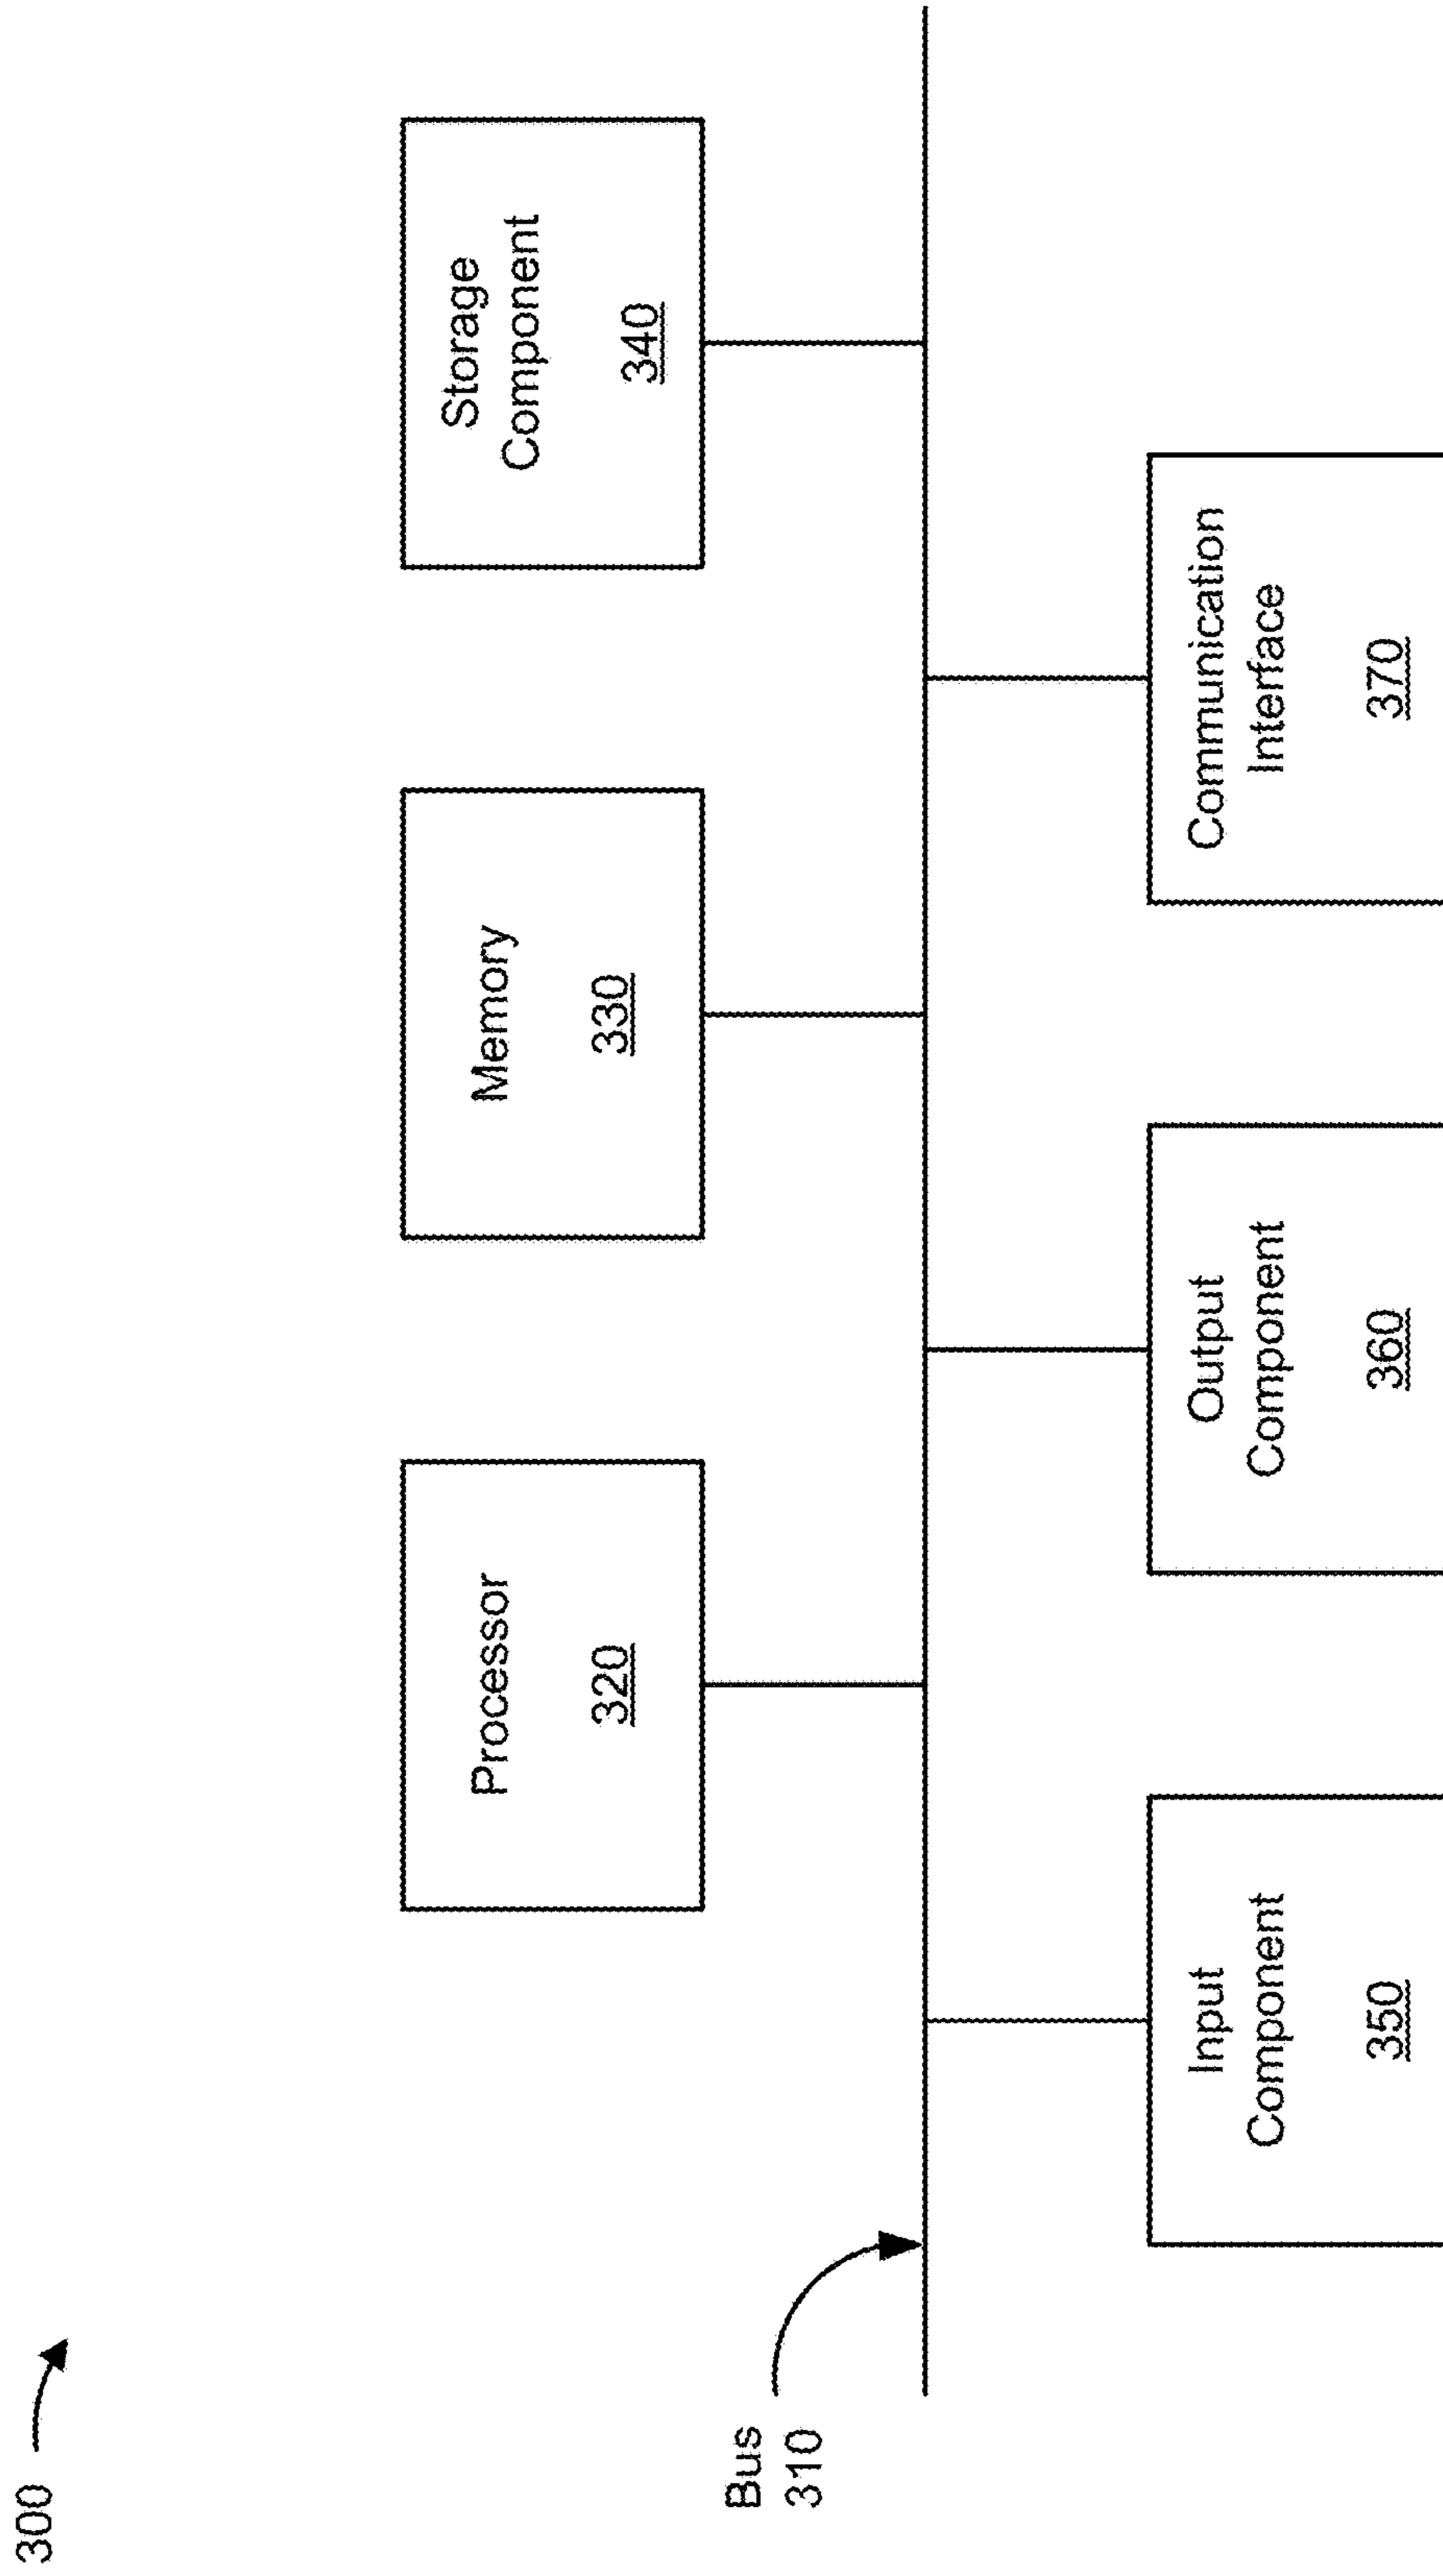 300
Processor
320
Memory
330
Storage
Component
340
Bus
310
Input
Component
350
Output
Component
360
Communication
Interface
370